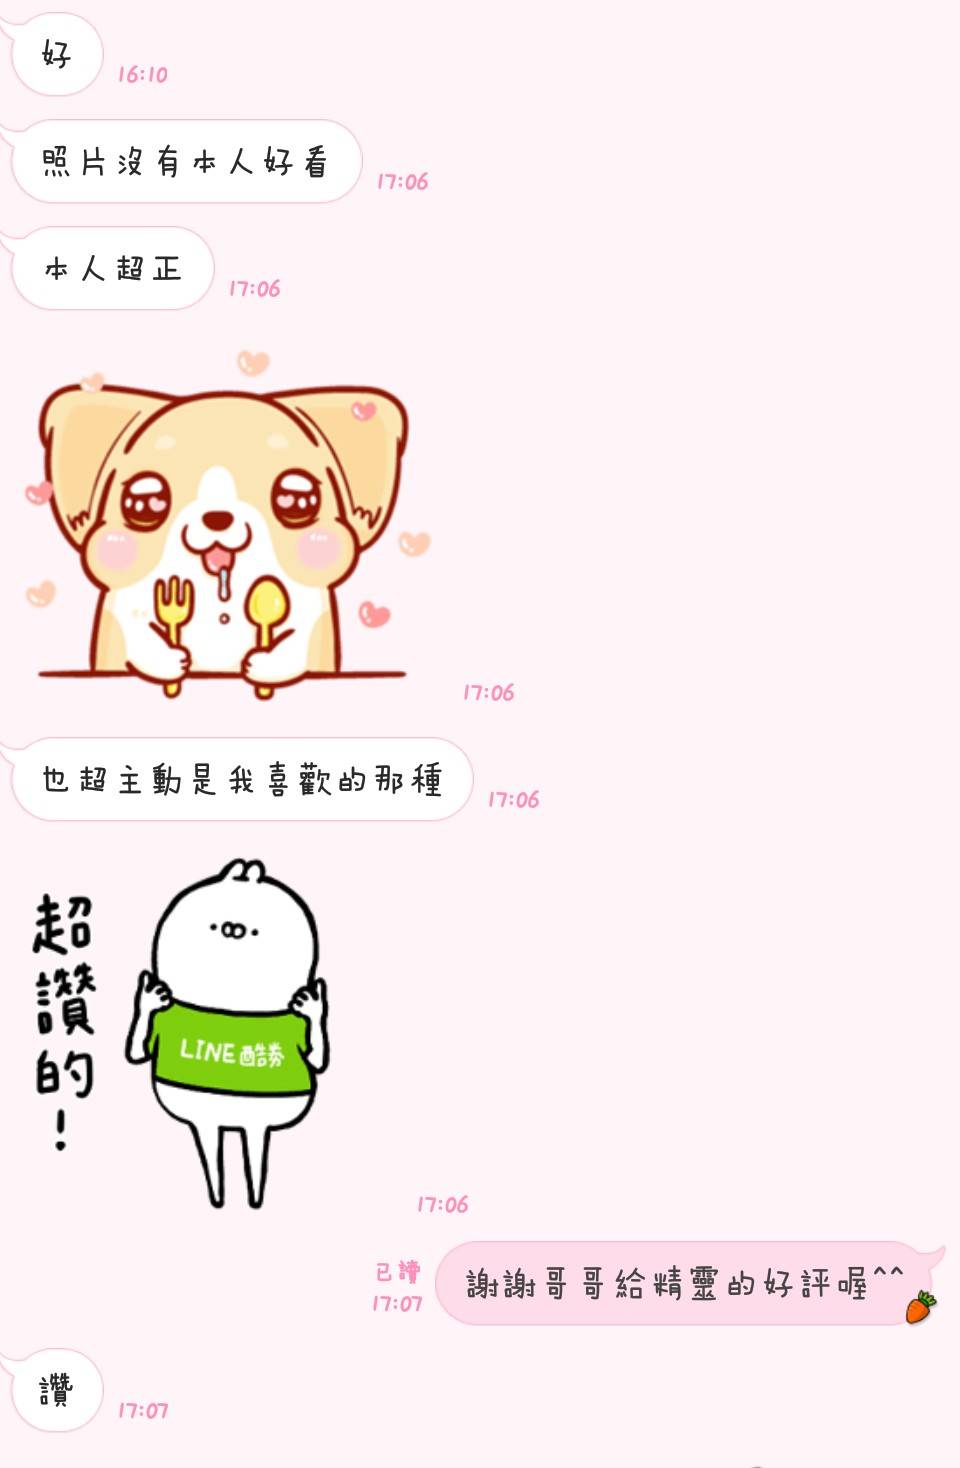 好
16:10
照片沒有本人好看
17:06
本人超正
17:06
17:06
也超主動是我喜歡的那種
17:06
超讚的!
LINE酷券
17:06
已讀
17:07
謝謝哥哥給精靈的好評喔^^
讚
17:07